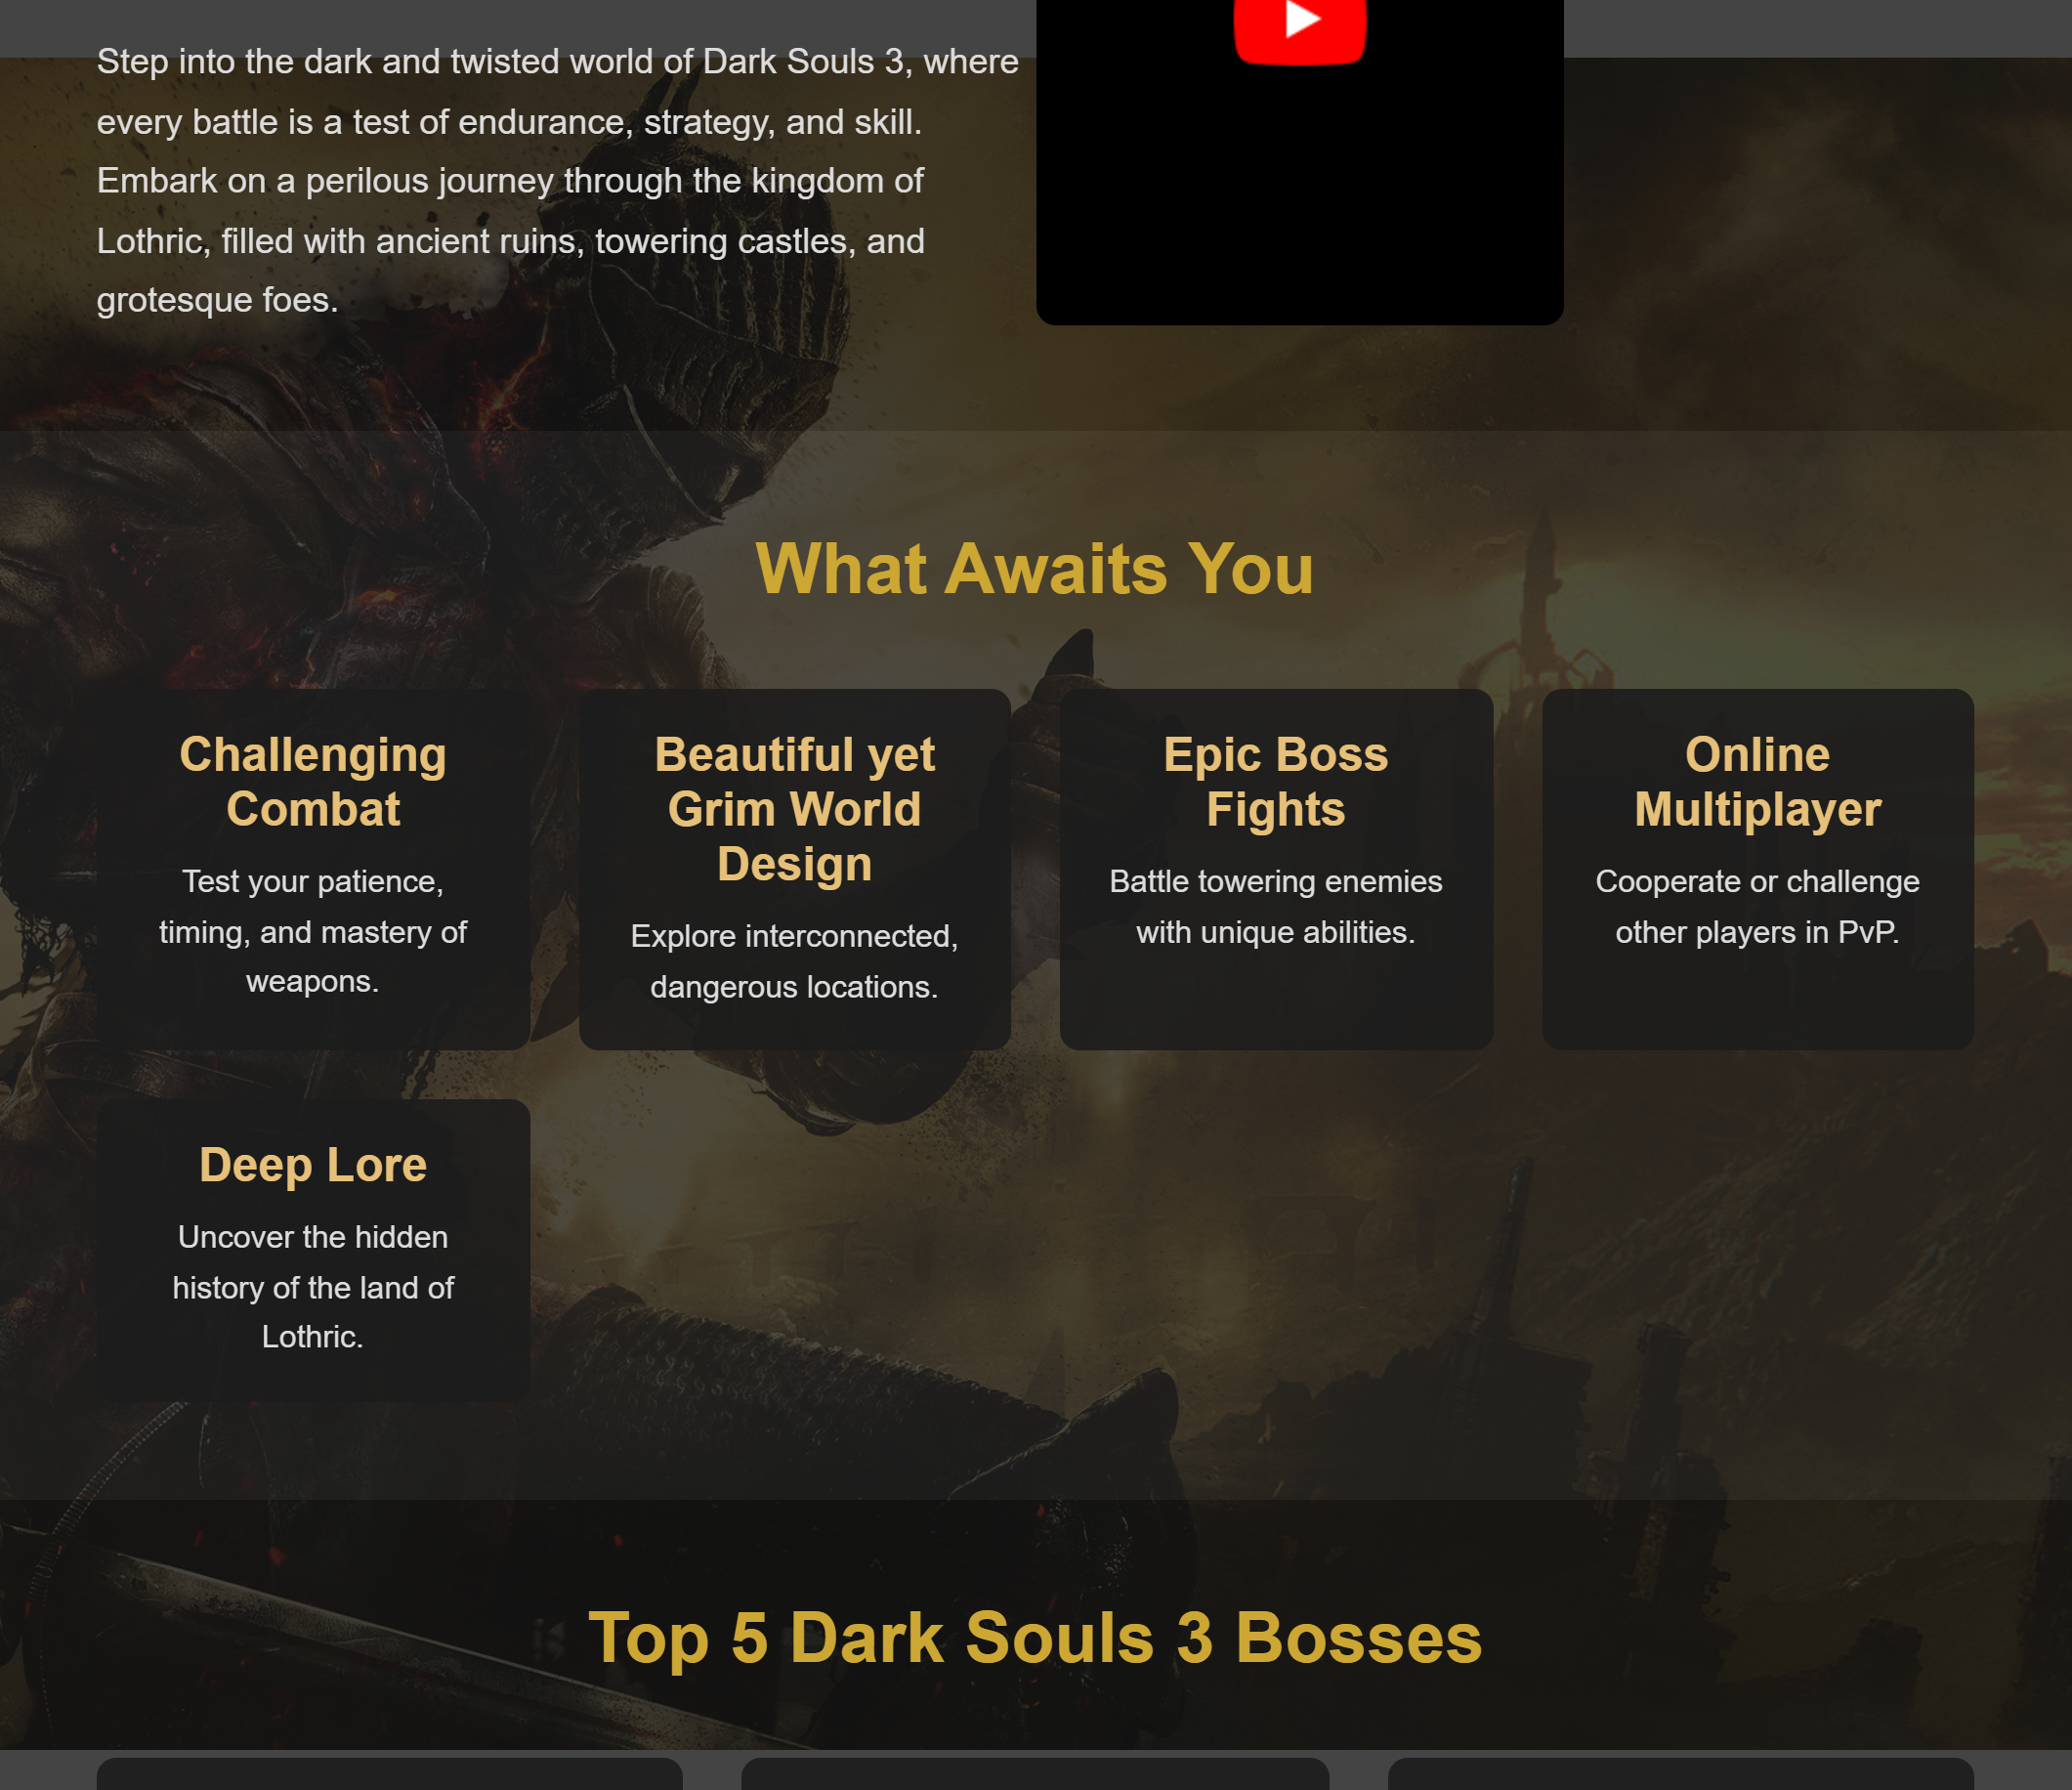 Step into the dark and twisted world of Dark Souls 3, where
every battle is a test of endurance, strategy, and skill.
Embark on a perilous journey through the kingdom of
Lothric, filled with ancient ruins, towering castles, and
grotesque foes.
What Awaits You
Challenging
Combat
Test your patience,
timing, and mastery of
weapons.
Beautiful yet
Grim World
Design
Explore interconnected,
dangerous locations.
Epic Boss
Fights
Battle towering enemies
with unique abilities.
Online
Multiplayer
Cooperate or challenge
other players in PvP.
Deep Lore
Uncover the hidden
history of the land of
Lothric.
Top 5 Dark Souls 3 Bosses